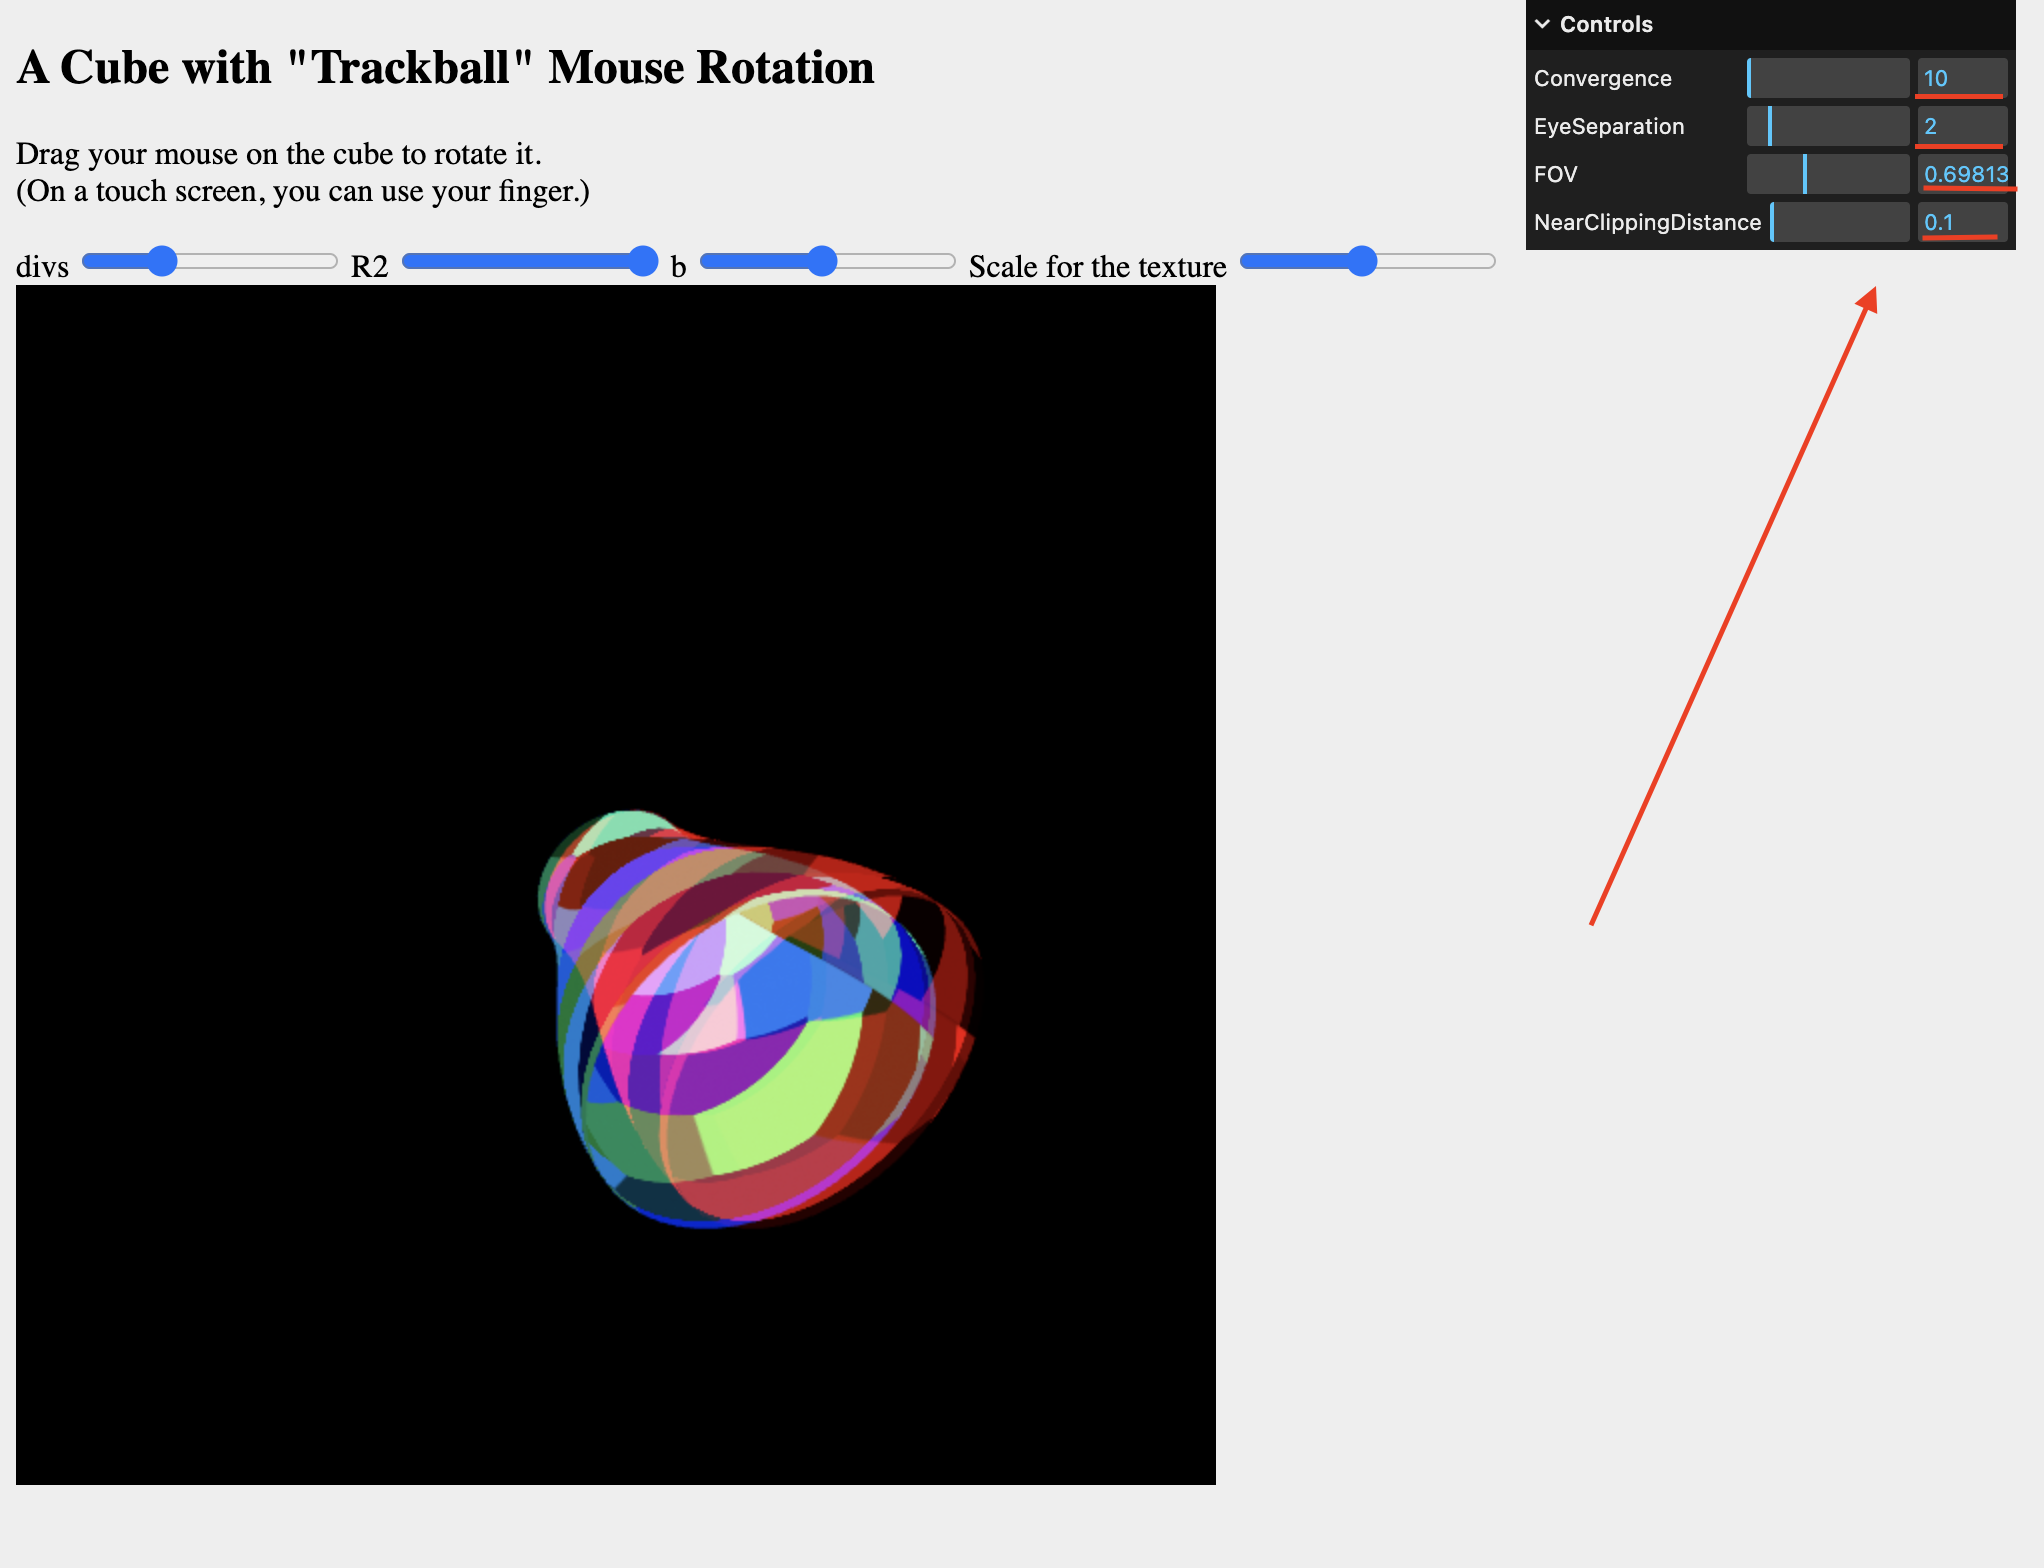 A Cube with "Trackball" Mouse Rotation
Drag your mouse on the cube to rotate it.
(On a touch screen, you can use your finger.)
divs R2 b Scale for the texture
Controls
Convergence 10
EyeSeparation 2
FOV 0.69813
NearClippingDistance 0.1